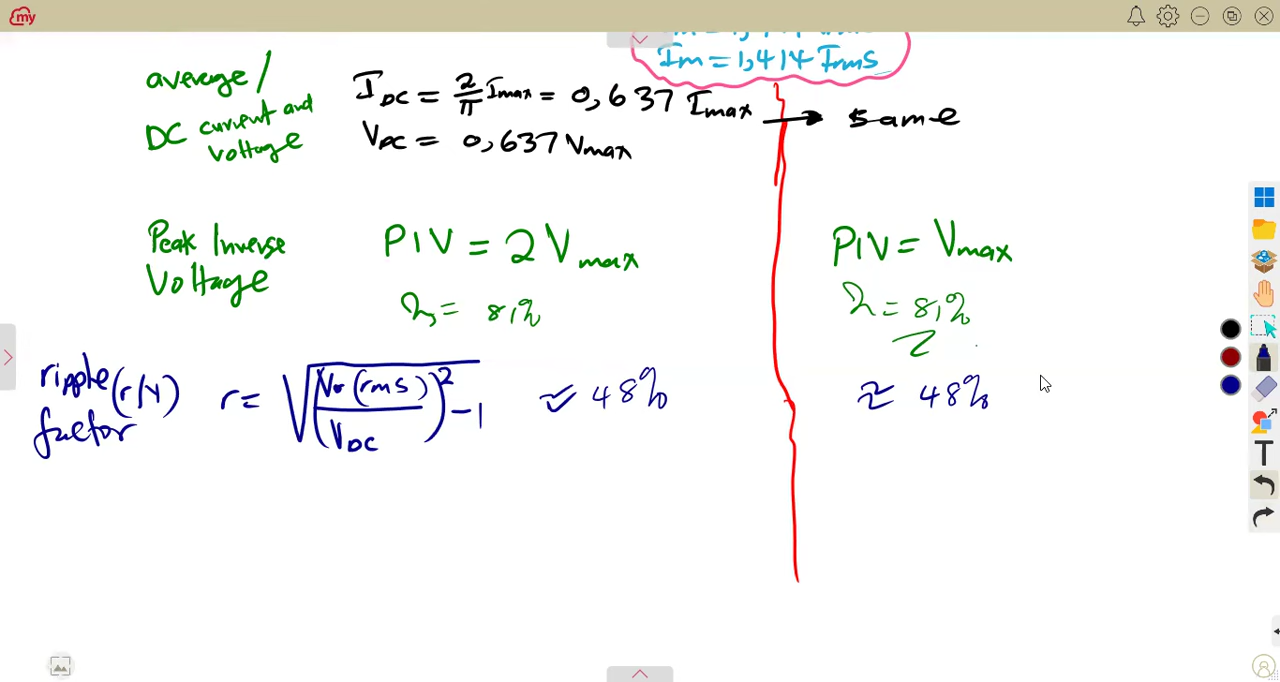 my
Im = 1,414 Irms
average/
DC current and
voltage
IDC = 2/π Imax = 0,637 Imax → same
VDC = 0,637 Vmax
Peak Inverse
Voltage
PIV = 2 Vmax
PIV = Vmax
η = 81%
η = 81%
ripple (r/γ)
factor
r = √(Vr(rms)/VDC)² - 1 ≈ 48%
≈ 48%
T